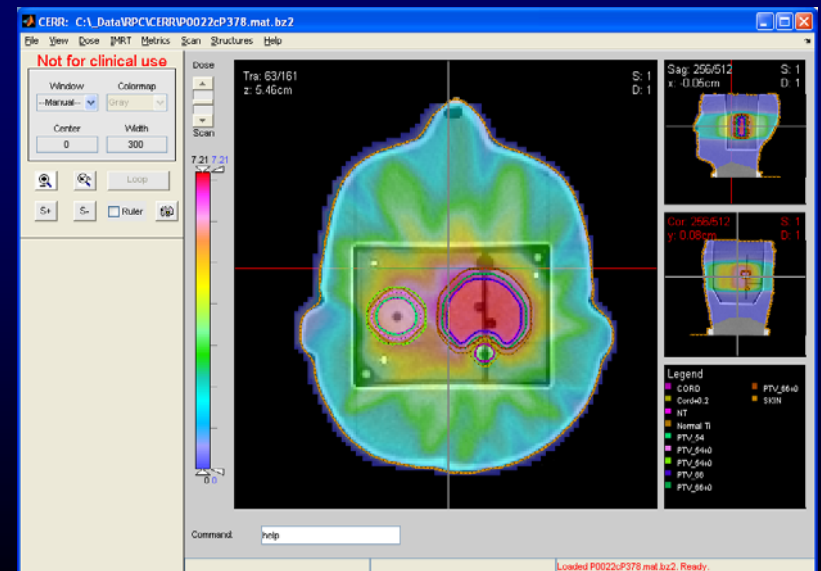 CERR: C:\_Data\RPC\CERR\P0022cP378.mat.bz2
File View Dose IMRT Metrics Scan Structures Help
Not for clinical use
Window Colormap
--Manual-- Gray
Center Width
0 300
Loop
S+ S- Ruler
Dose
Scan
7.21 7.21
0 0
Tra: 63/161 S: 1
z: 5.46cm D: 1
Sag: 256/512 S: 1
x: -0.05cm D: 1
Cor: 256/512 S: 1
y: 0.08cm D: 1
Legend
CORD PTV_66+0
Cord+0.2 SKIN
NT
Normal Ti
PTV_54
PTV_54+0
PTV_54+0
PTV_66
PTV_66+0
Command: help
Loaded P0022cP378.mat.bz2. Ready.